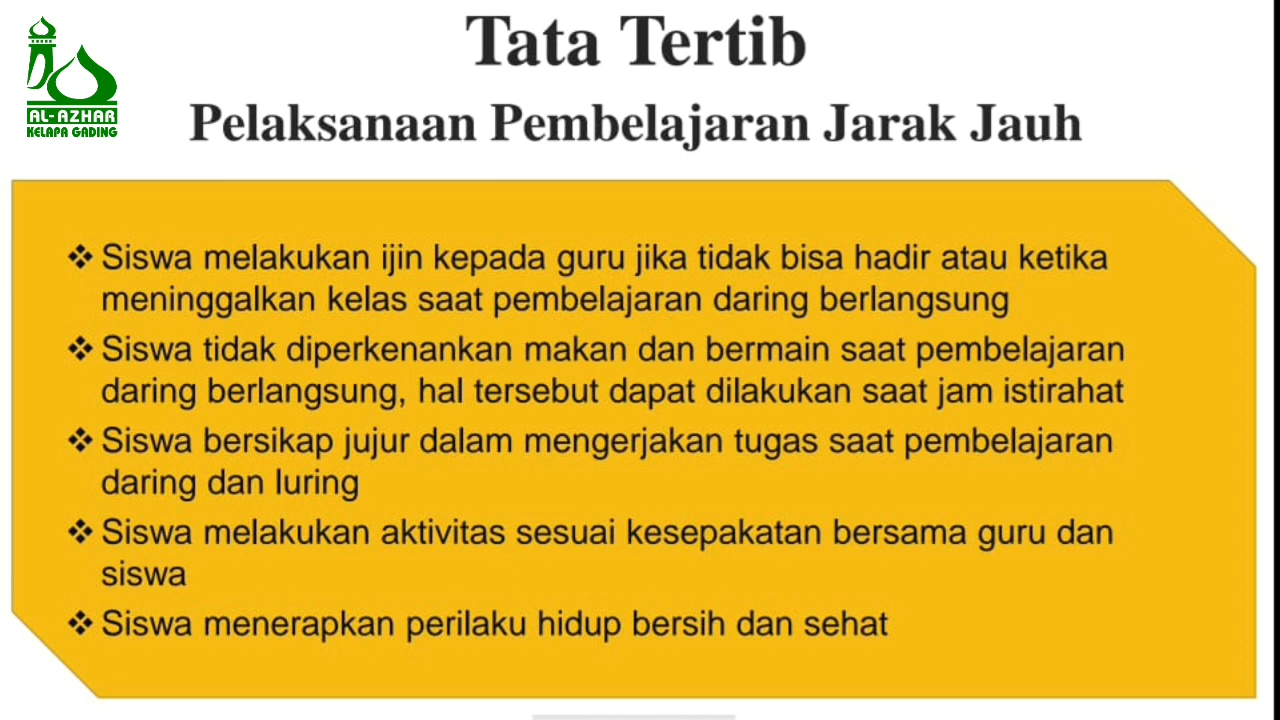 AL-AZHAR
KELAPA GADING
Tata Tertib
Pelaksanaan Pembelajaran Jarak Jauh
❖ Siswa melakukan ijin kepada guru jika tidak bisa hadir atau ketika
meninggalkan kelas saat pembelajaran daring berlangsung
❖ Siswa tidak diperkenankan makan dan bermain saat pembelajaran
daring berlangsung, hal tersebut dapat dilakukan saat jam istirahat
❖ Siswa bersikap jujur dalam mengerjakan tugas saat pembelajaran
daring dan luring
❖ Siswa melakukan aktivitas sesuai kesepakatan bersama guru dan
siswa
❖ Siswa menerapkan perilaku hidup bersih dan sehat